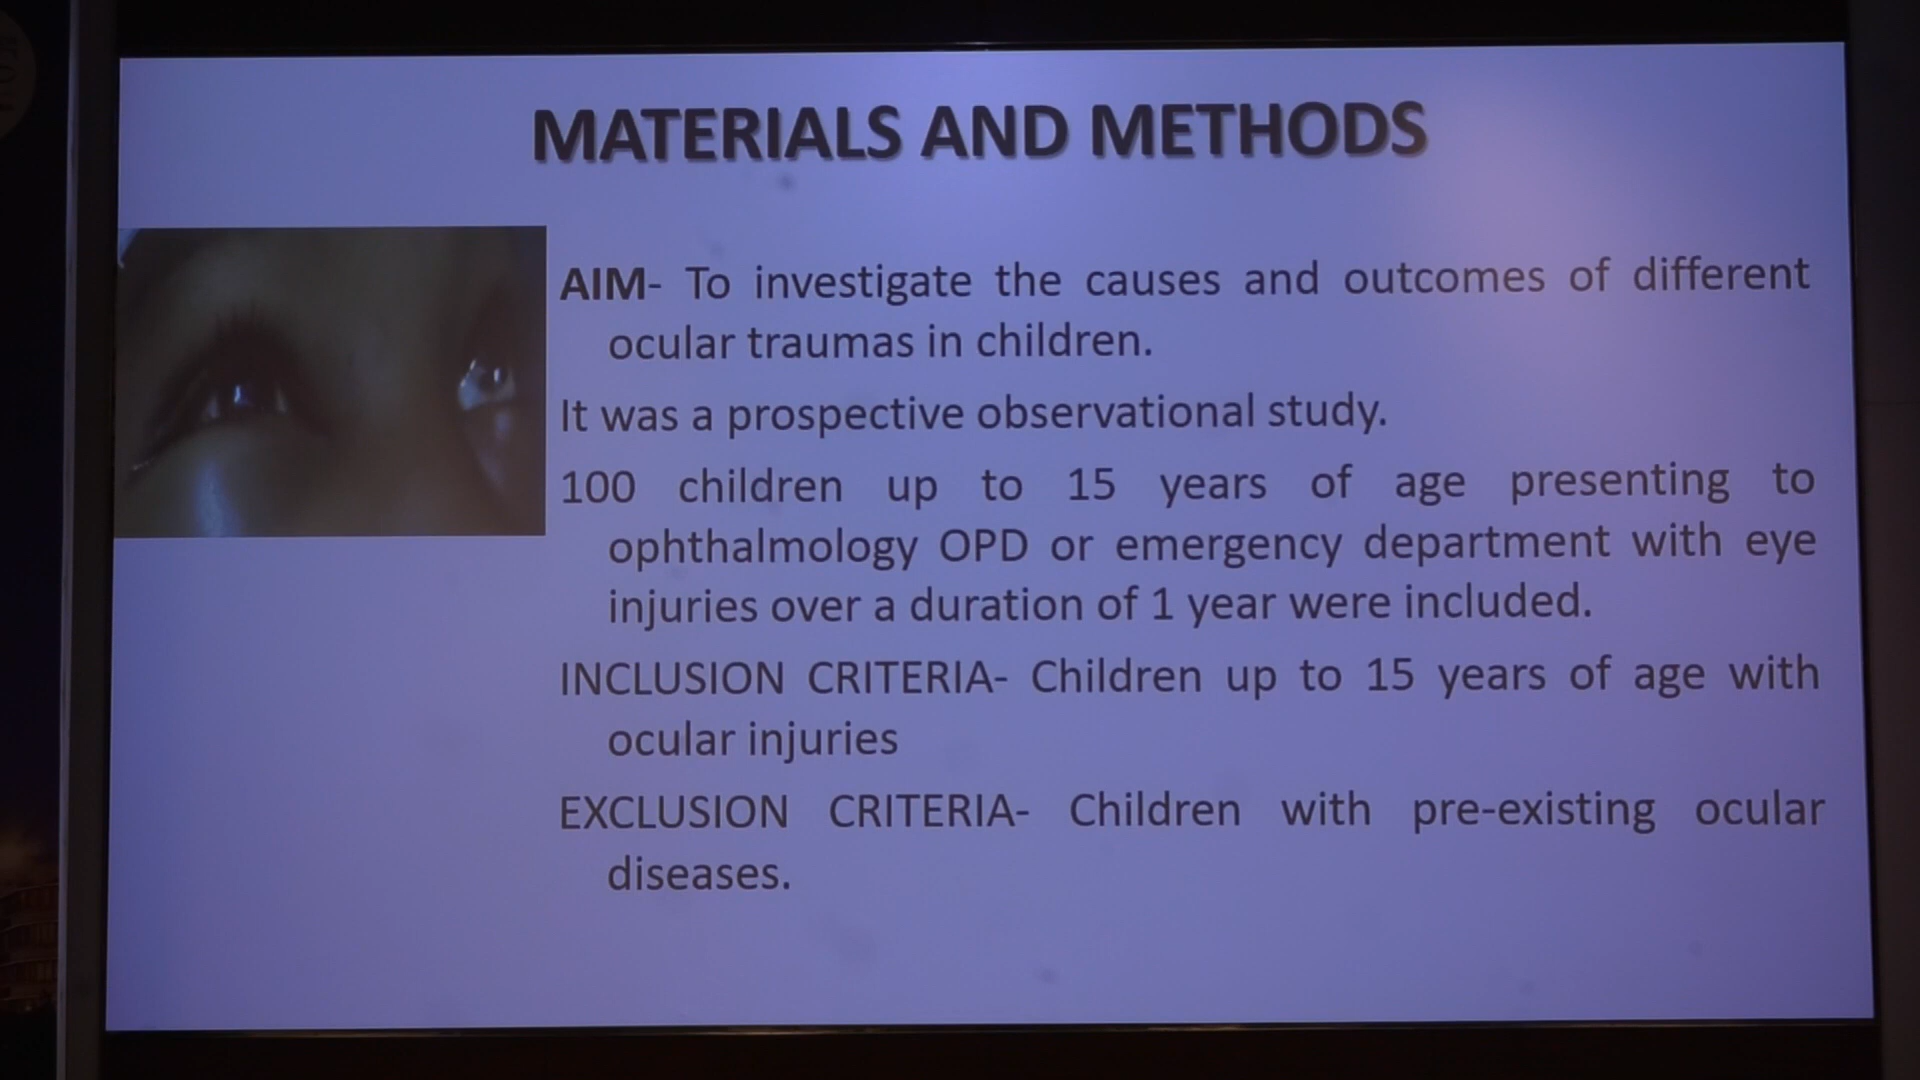 MATERIALS AND METHODS
AIM- To investigate the causes and outcomes of different
ocular traumas in children.
It was a prospective observational study.
100 children up to 15 years of age presenting to
ophthalmology OPD or emergency department with eye
injuries over a duration of 1 year were included.
INCLUSION CRITERIA- Children up to 15 years of age with
ocular injuries
EXCLUSION CRITERIA- Children with pre-existing ocular
diseases.